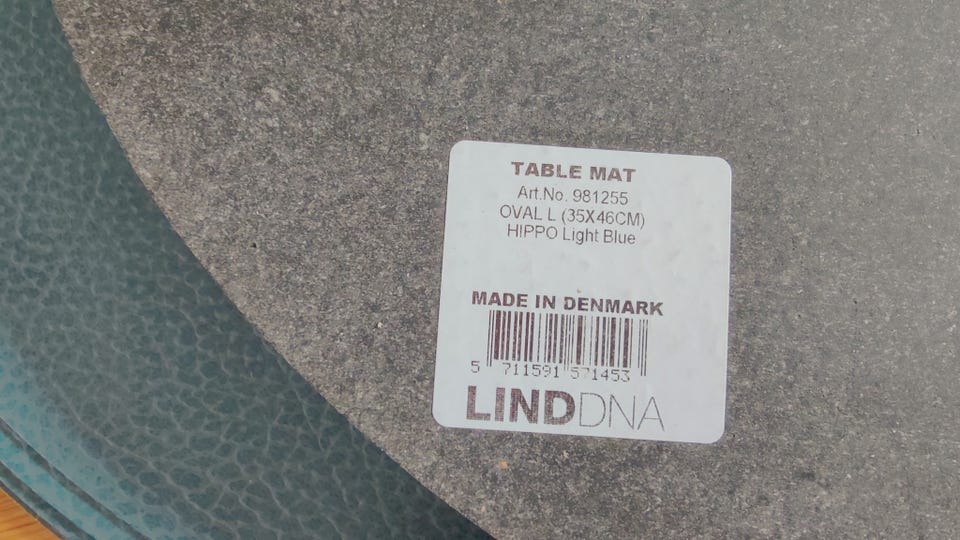 TABLE MAT
Art.No. 981255
OVAL L (35X46CM)
HIPPO Light Blue
MADE IN DENMARK
5 711591 571453
LINDDNA